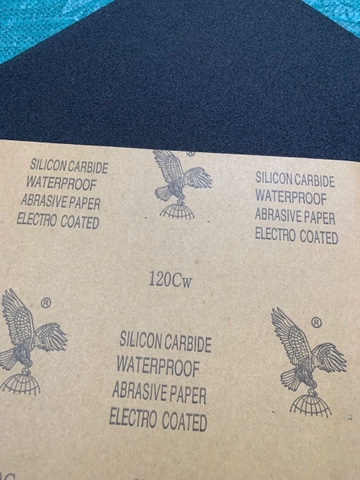 SILICON CARBIDE
WATERPROOF
ABRASIVE PAPER
ELECTRO COATED
®
SILICON CARBIDE
WATERPROOF
ABRASIVE PAPER
ELECTRO COATED
120Cw
®
SILICON CARBIDE
WATERPROOF
ABRASIVE PAPER
ELECTRO COATED
®